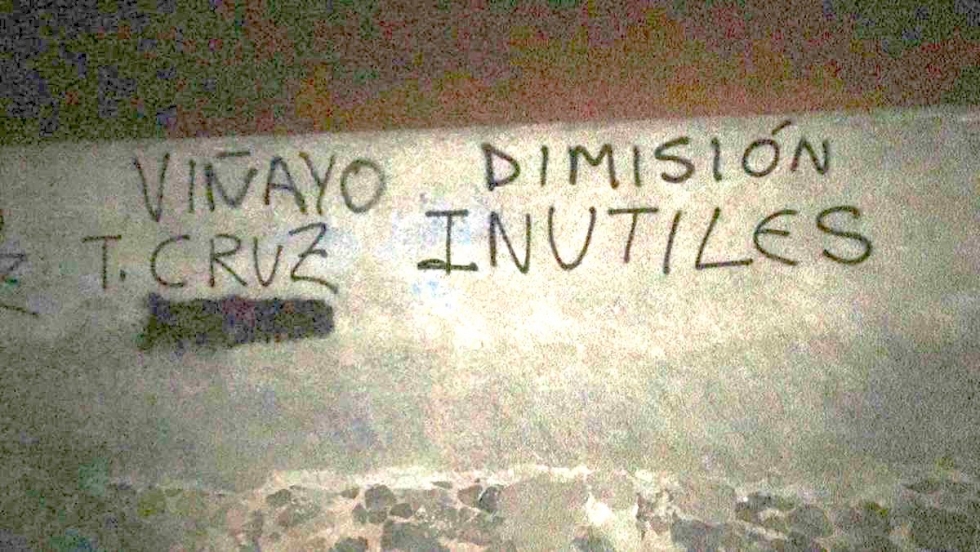 VIÑAYO DIMISIÓN
T. CRUZ INUTILES